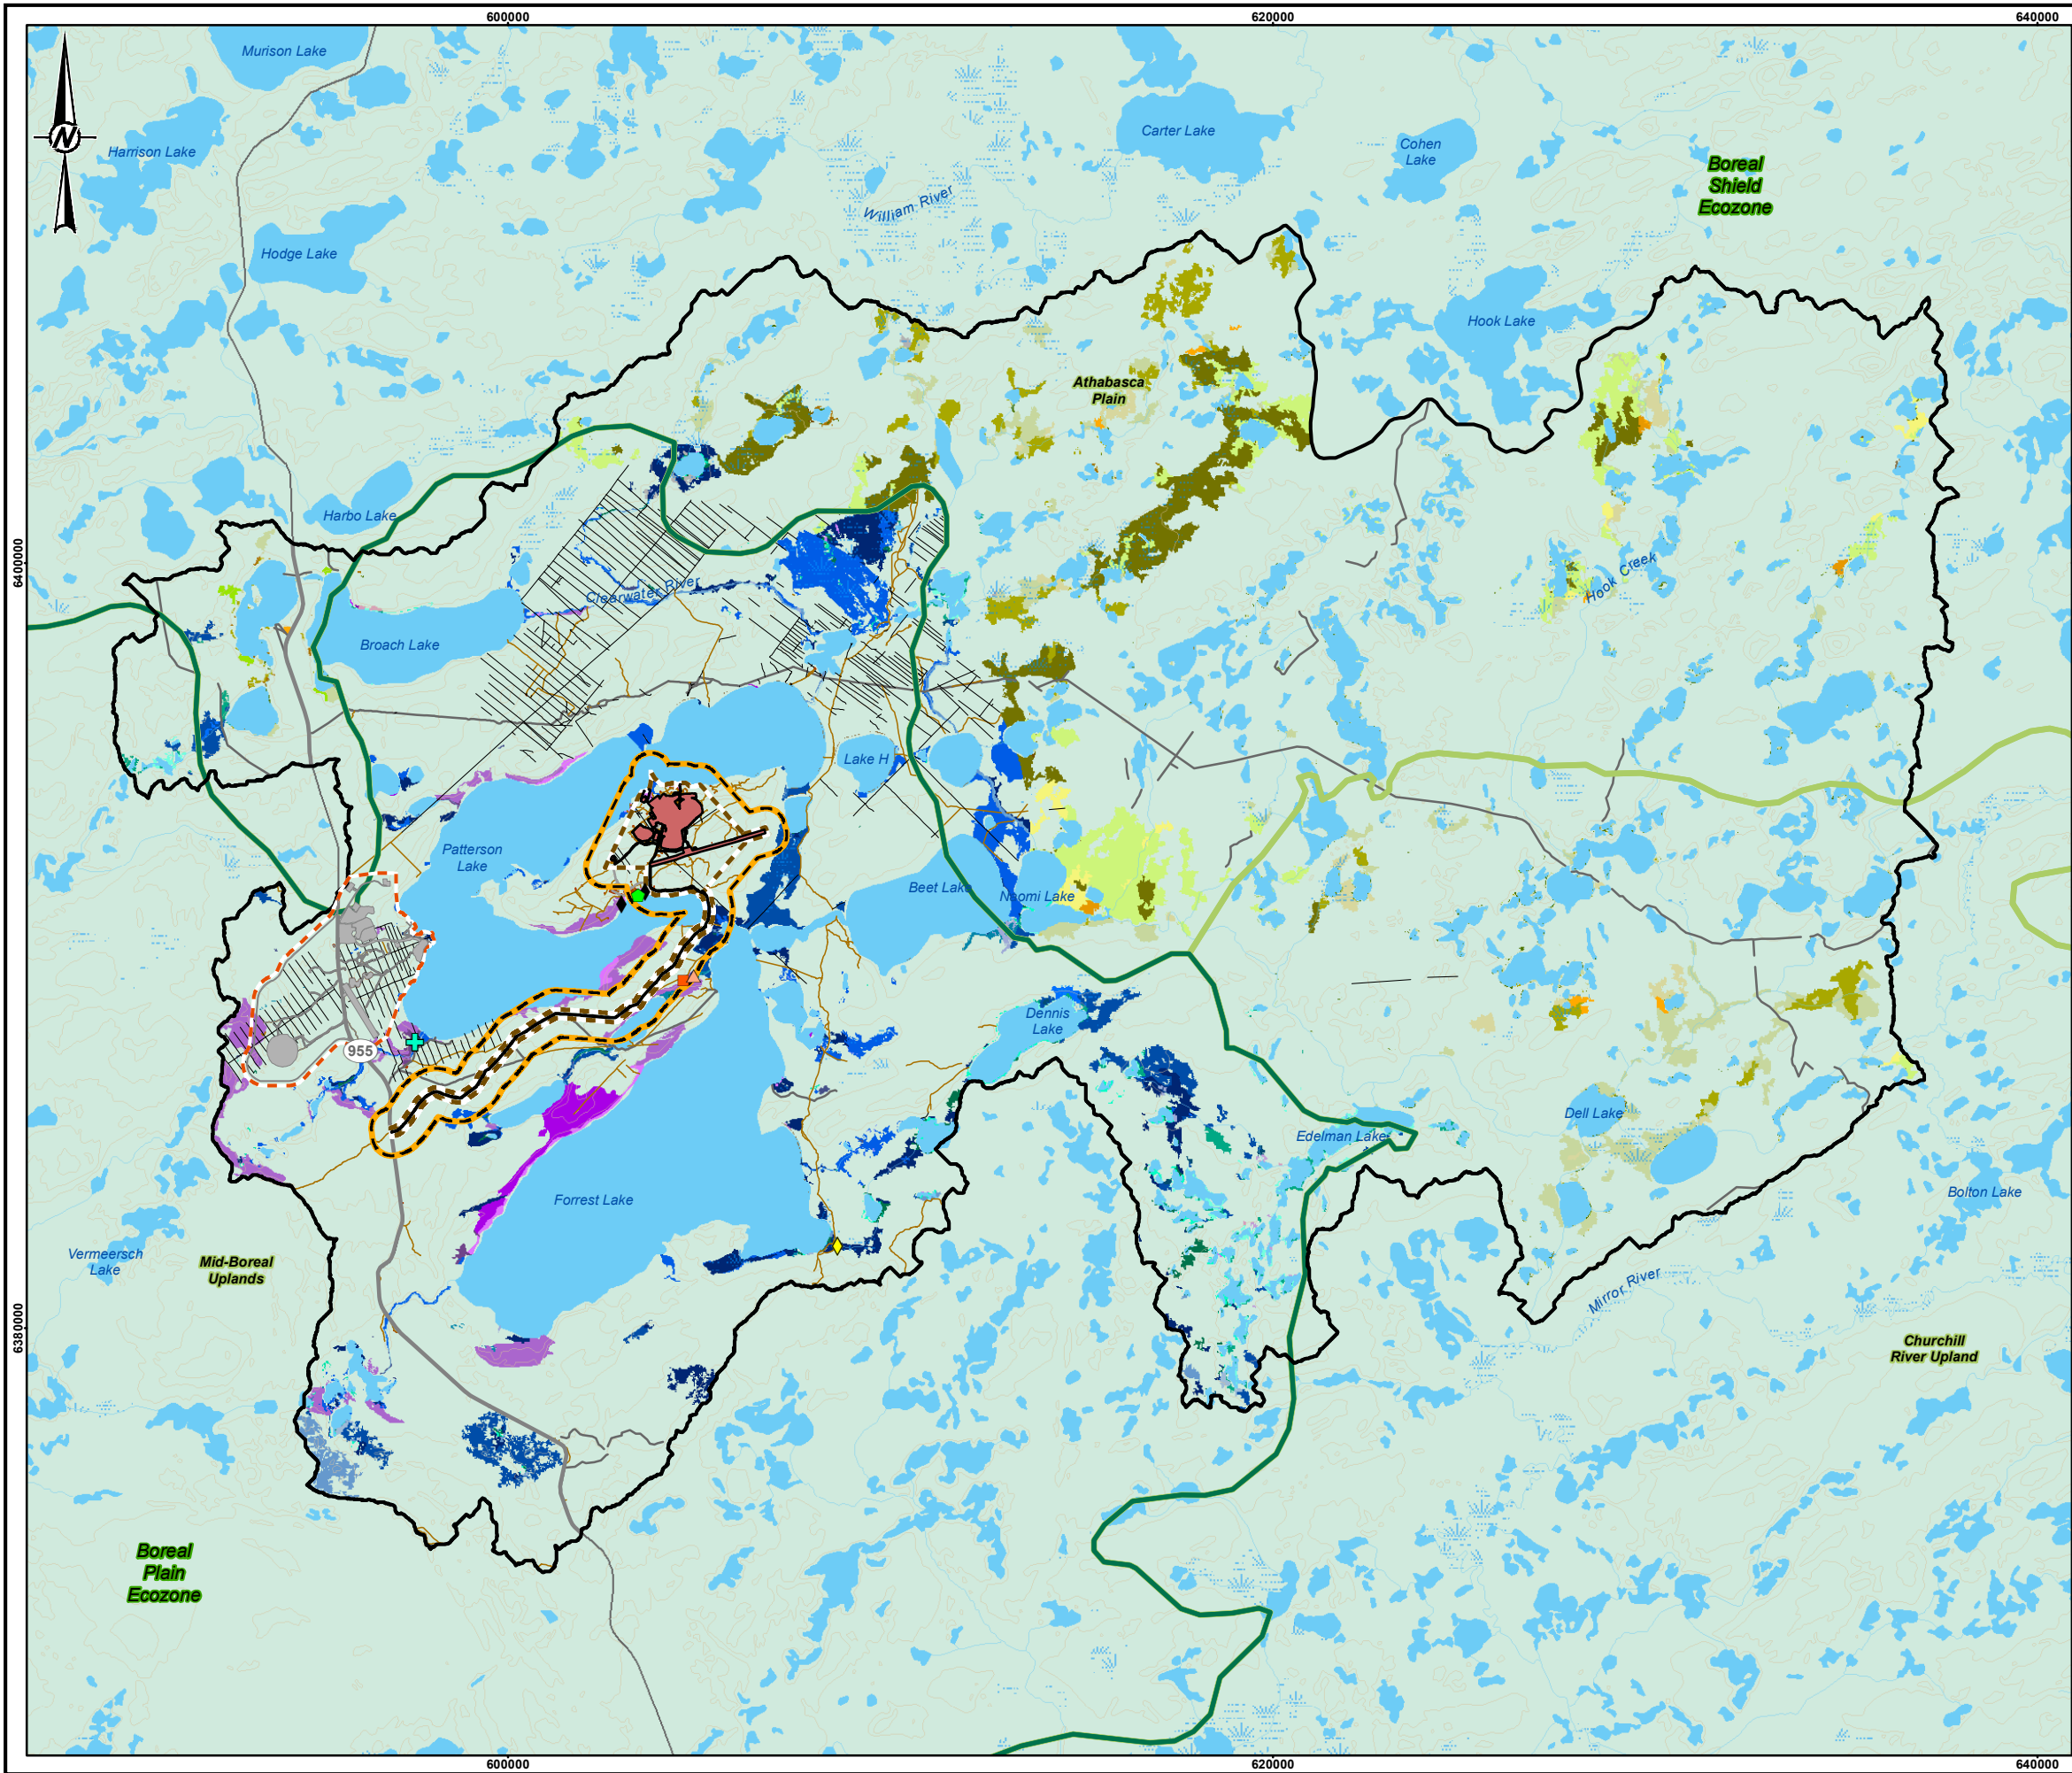 600000
620000
640000
Murison Lake
N
Harrison Lake
Carter Lake
Cohen
Lake
Boreal
Shield
Ecozone
William River
Hodge Lake
Hook Lake
Athabasca
Plain
Harbo Lake
6400000
Hook Creek
Clearwater River
Broach Lake
Lake H
Patterson
Lake
Beet Lake
Naomi Lake
Dennis
Lake
955
Dell Lake
Edelman Lake
Forrest Lake
Bolton Lake
Vermeersch
Lake
Mid-Boreal
Uplands
Mirror River
6380000
Churchill
River Upland
Boreal
Plain
Ecozone
600000
620000
640000